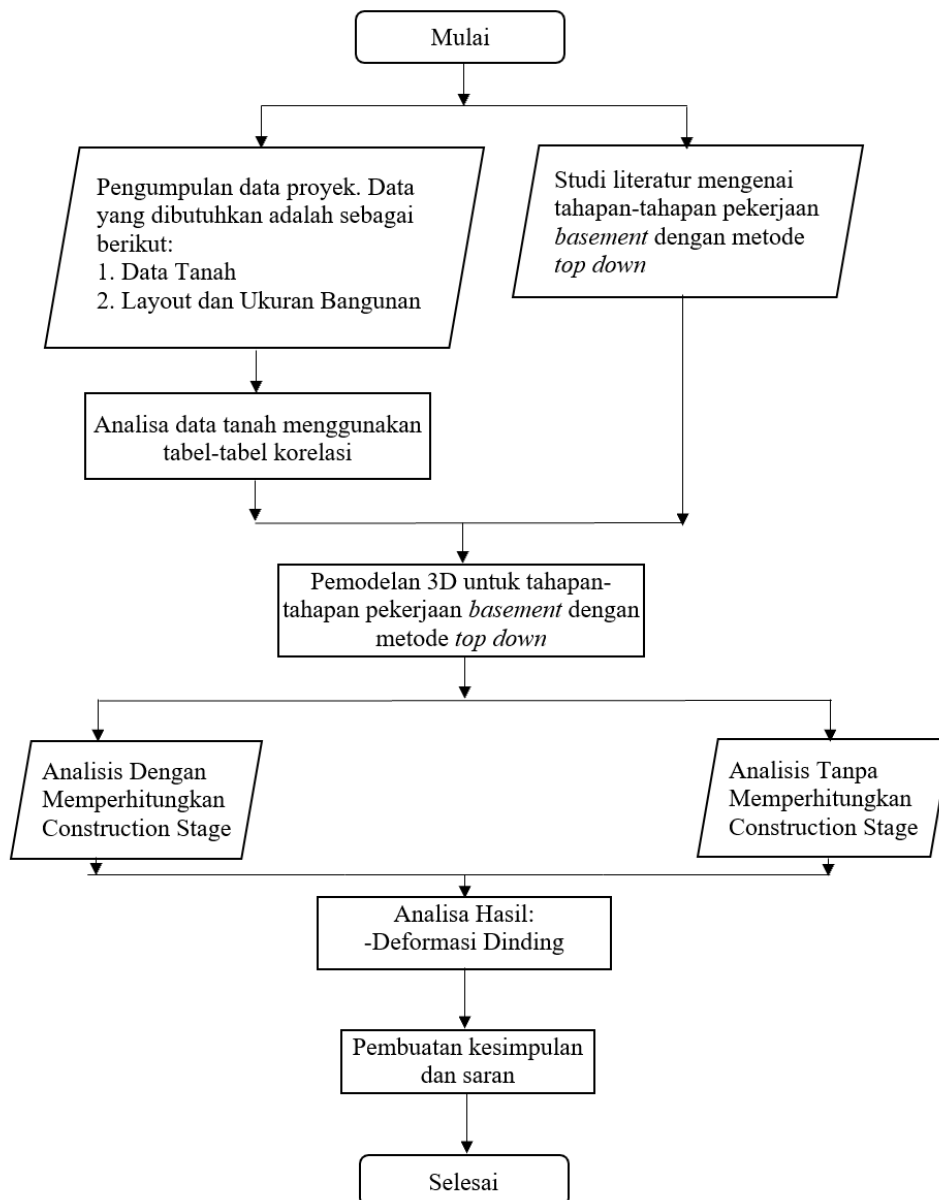 Mulai
Pengumpulan data proyek. Data
yang dibutuhkan adalah sebagai
berikut:
1. Data Tanah
2. Layout dan Ukuran Bangunan
Studi literatur mengenai
tahapan-tahapan pekerjaan
basement dengan metode
top down
Analisa data tanah menggunakan
tabel-tabel korelasi
Pemodelan 3D untuk tahapan-
tahapan pekerjaan basement dengan
metode top down
Analisis Dengan
Memperhitungkan
Construction Stage
Analisis Tanpa
Memperhitungkan
Construction Stage
Analisa Hasil:
-Deformasi Dinding
Pembuatan kesimpulan
dan saran
Selesai